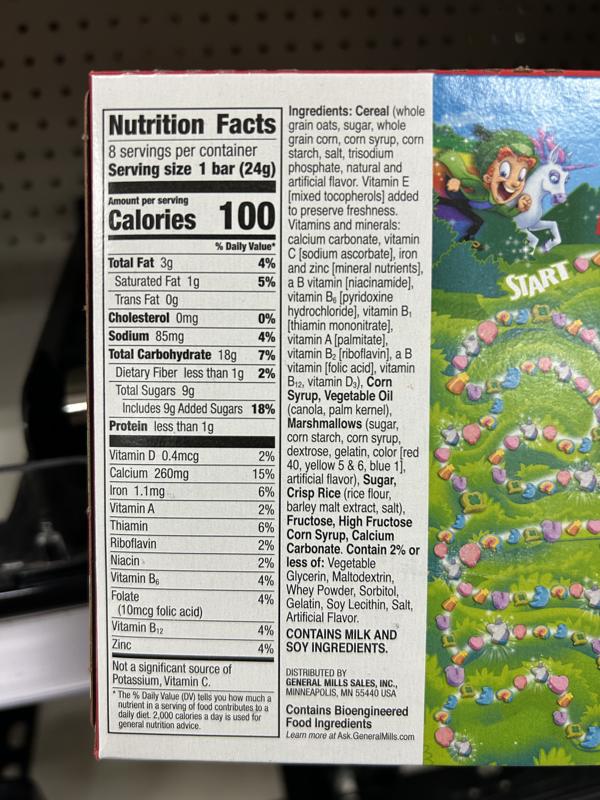 Nutrition Facts
8 servings per container
Serving size 1 bar (24g)
Amount per serving
Calories 100
% Daily Value*
Total Fat 3g 4%
Saturated Fat 1g 5%
Trans Fat 0g
Cholesterol 0mg 0%
Sodium 85mg 4%
Total Carbohydrate 18g 7%
Dietary Fiber less than 1g 2%
Total Sugars 9g
Includes 9g Added Sugars 18%
Protein less than 1g
Vitamin D 0.4mcg 2%
Calcium 260mg 15%
Iron 1.1mg 6%
Vitamin A 2%
Thiamin 6%
Riboflavin 2%
Niacin 2%
Vitamin B6 4%
Folate 4%
(10mcg folic acid)
Vitamin B12 4%
Zinc 4%
Not a significant source of
Potassium, Vitamin C.
* The % Daily Value (DV) tells you how much a
nutrient in a serving of food contributes to a
daily diet. 2,000 calories a day is used for
general nutrition advice.
Ingredients: Cereal (whole
grain oats, sugar, whole
grain corn, corn syrup, corn
starch, salt, trisodium
phosphate, natural and
artificial flavor. Vitamin E
[mixed tocopherols] added
to preserve freshness.
Vitamins and minerals:
calcium carbonate, vitamin
C [sodium ascorbate], iron
and zinc [mineral nutrients],
a B vitamin [niacinamide],
vitamin B6 [pyridoxine
hydrochloride], vitamin B1
[thiamin mononitrate],
vitamin A [palmitate],
vitamin B2 [riboflavin], a B
vitamin [folic acid], vitamin
B12, vitamin D3), Corn
Syrup, Vegetable Oil
(canola, palm kernel),
Marshmallows (sugar,
corn starch, corn syrup,
dextrose, gelatin, color [red
40, yellow 5 & 6, blue 1],
artificial flavor), Sugar,
Crisp Rice (rice flour,
barley malt extract, salt),
Fructose, High Fructose
Corn Syrup, Calcium
Carbonate. Contain 2% or
less of: Vegetable
Glycerin, Maltodextrin,
Whey Powder, Sorbitol,
Gelatin, Soy Lecithin, Salt,
Artificial Flavor.
CONTAINS MILK AND
SOY INGREDIENTS.
DISTRIBUTED BY
GENERAL MILLS SALES, INC.,
MINNEAPOLIS, MN 55440 USA
Contains Bioengineered
Food Ingredients
Learn more at Ask.GeneralMills.com
START